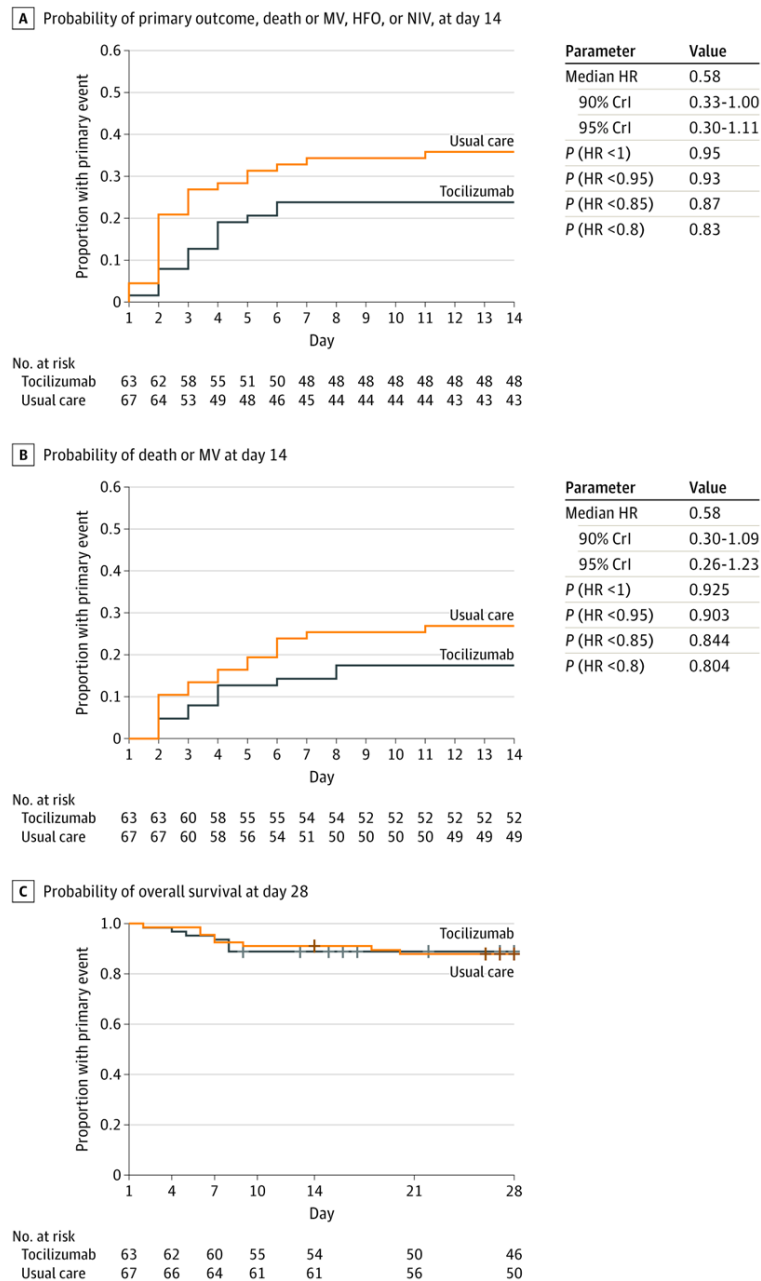 A Probability of primary outcome, death or MV, HFO, or NIV, at day 14
Proportion with primary event
0.6
0.5
0.4
0.3
0.2
0.1
0
Usual care
Tocilizumab
1 2 3 4 5 6 7 8 9 10 11 12 13 14
Day
No. at risk
Tocilizumab 63 62 58 55 51 50 48 48 48 48 48 48 48 48
Usual care 67 64 53 49 48 46 45 44 44 44 44 43 43 43
Parameter Value
Median HR 0.58
90% CrI 0.33-1.00
95% CrI 0.30-1.11
P (HR <1) 0.95
P (HR <0.95) 0.93
P (HR <0.85) 0.87
P (HR <0.8) 0.83
B Probability of death or MV at day 14
Proportion with primary event
0.6
0.5
0.4
0.3
0.2
0.1
0
Usual care
Tocilizumab
1 2 3 4 5 6 7 8 9 10 11 12 13 14
Day
No. at risk
Tocilizumab 63 63 60 58 55 55 54 54 52 52 52 52 52 52
Usual care 67 67 60 58 56 54 51 50 50 50 50 49 49 49
Parameter Value
Median HR 0.58
90% CrI 0.30-1.09
95% CrI 0.26-1.23
P (HR <1) 0.925
P (HR <0.95) 0.903
P (HR <0.85) 0.844
P (HR <0.8) 0.804
C Probability of overall survival at day 28
Proportion with primary event
1.0
0.8
0.6
0.4
0.2
0
Tocilizumab
Usual care
1 4 7 10 14 21 28
Day
No. at risk
Tocilizumab 63 62 60 55 54 50 46
Usual care 67 66 64 61 61 56 50